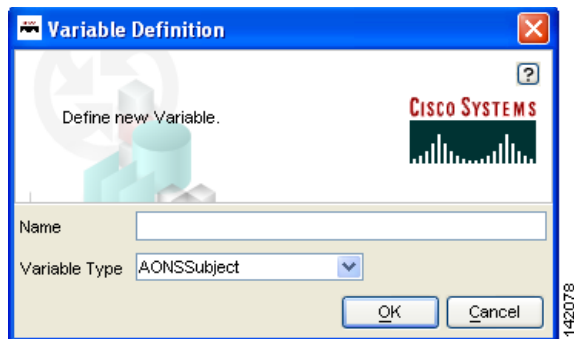 Variable Definition
?
Define new Variable.
CISCO SYSTEMS
Name
Variable Type AONSSubject
OK Cancel
142078